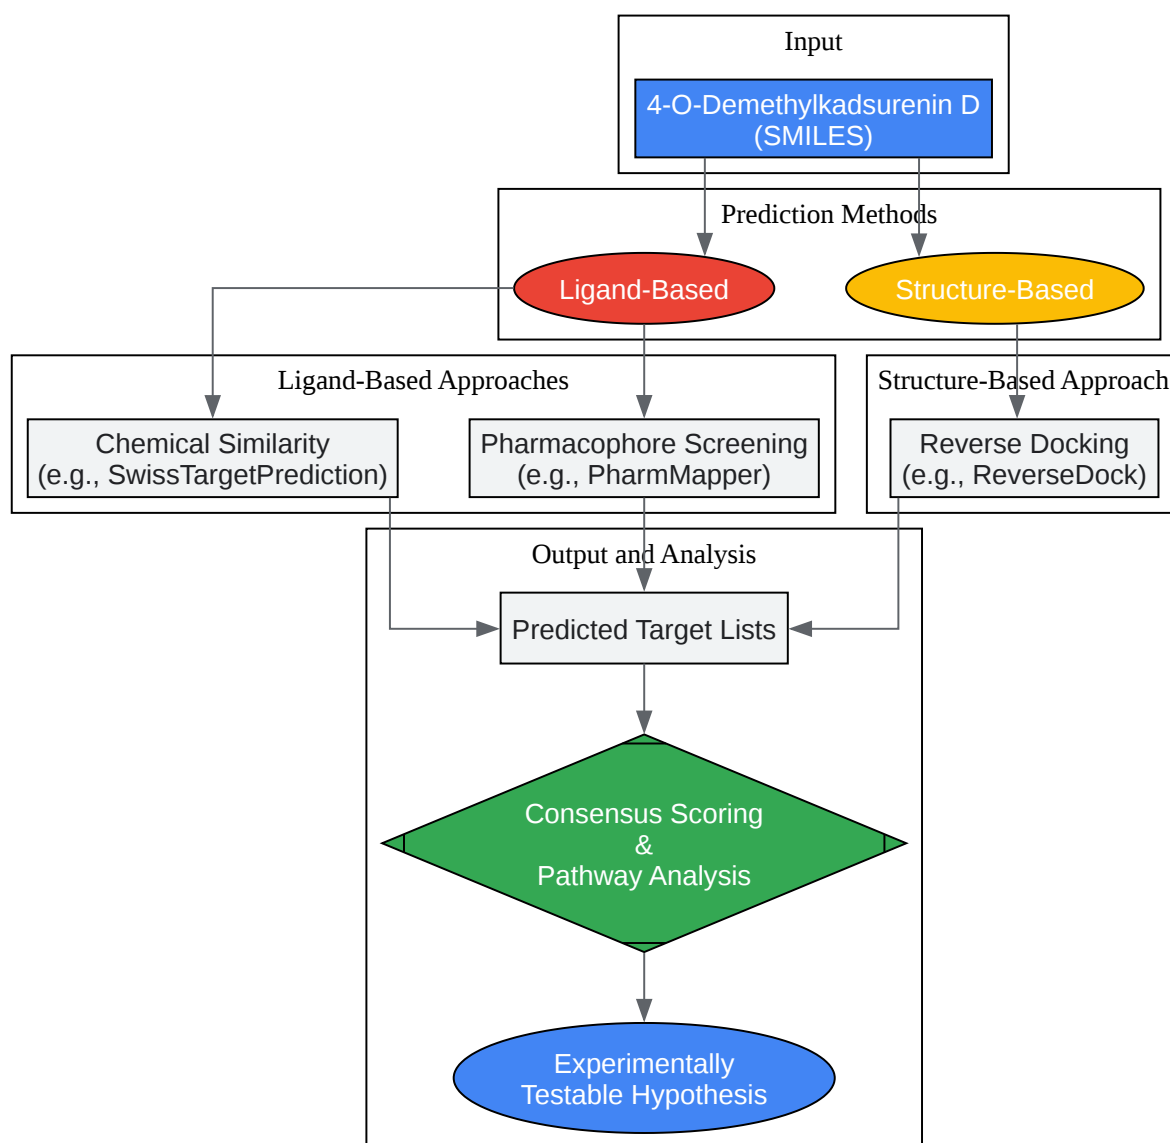 Input
4-O-Demethylkadsurenin D
(SMILES)
Prediction Methods
Ligand-Based
Structure-Based
Ligand-Based Approaches
Structure-Based Approach
Chemical Similarity
(e.g., SwissTargetPrediction)
Pharmacophore Screening
(e.g., PharmMapper)
Reverse Docking
(e.g., ReverseDock)
Output and Analysis
Predicted Target Lists
Consensus Scoring
&
Pathway Analysis
Experimentally
Testable Hypothesis